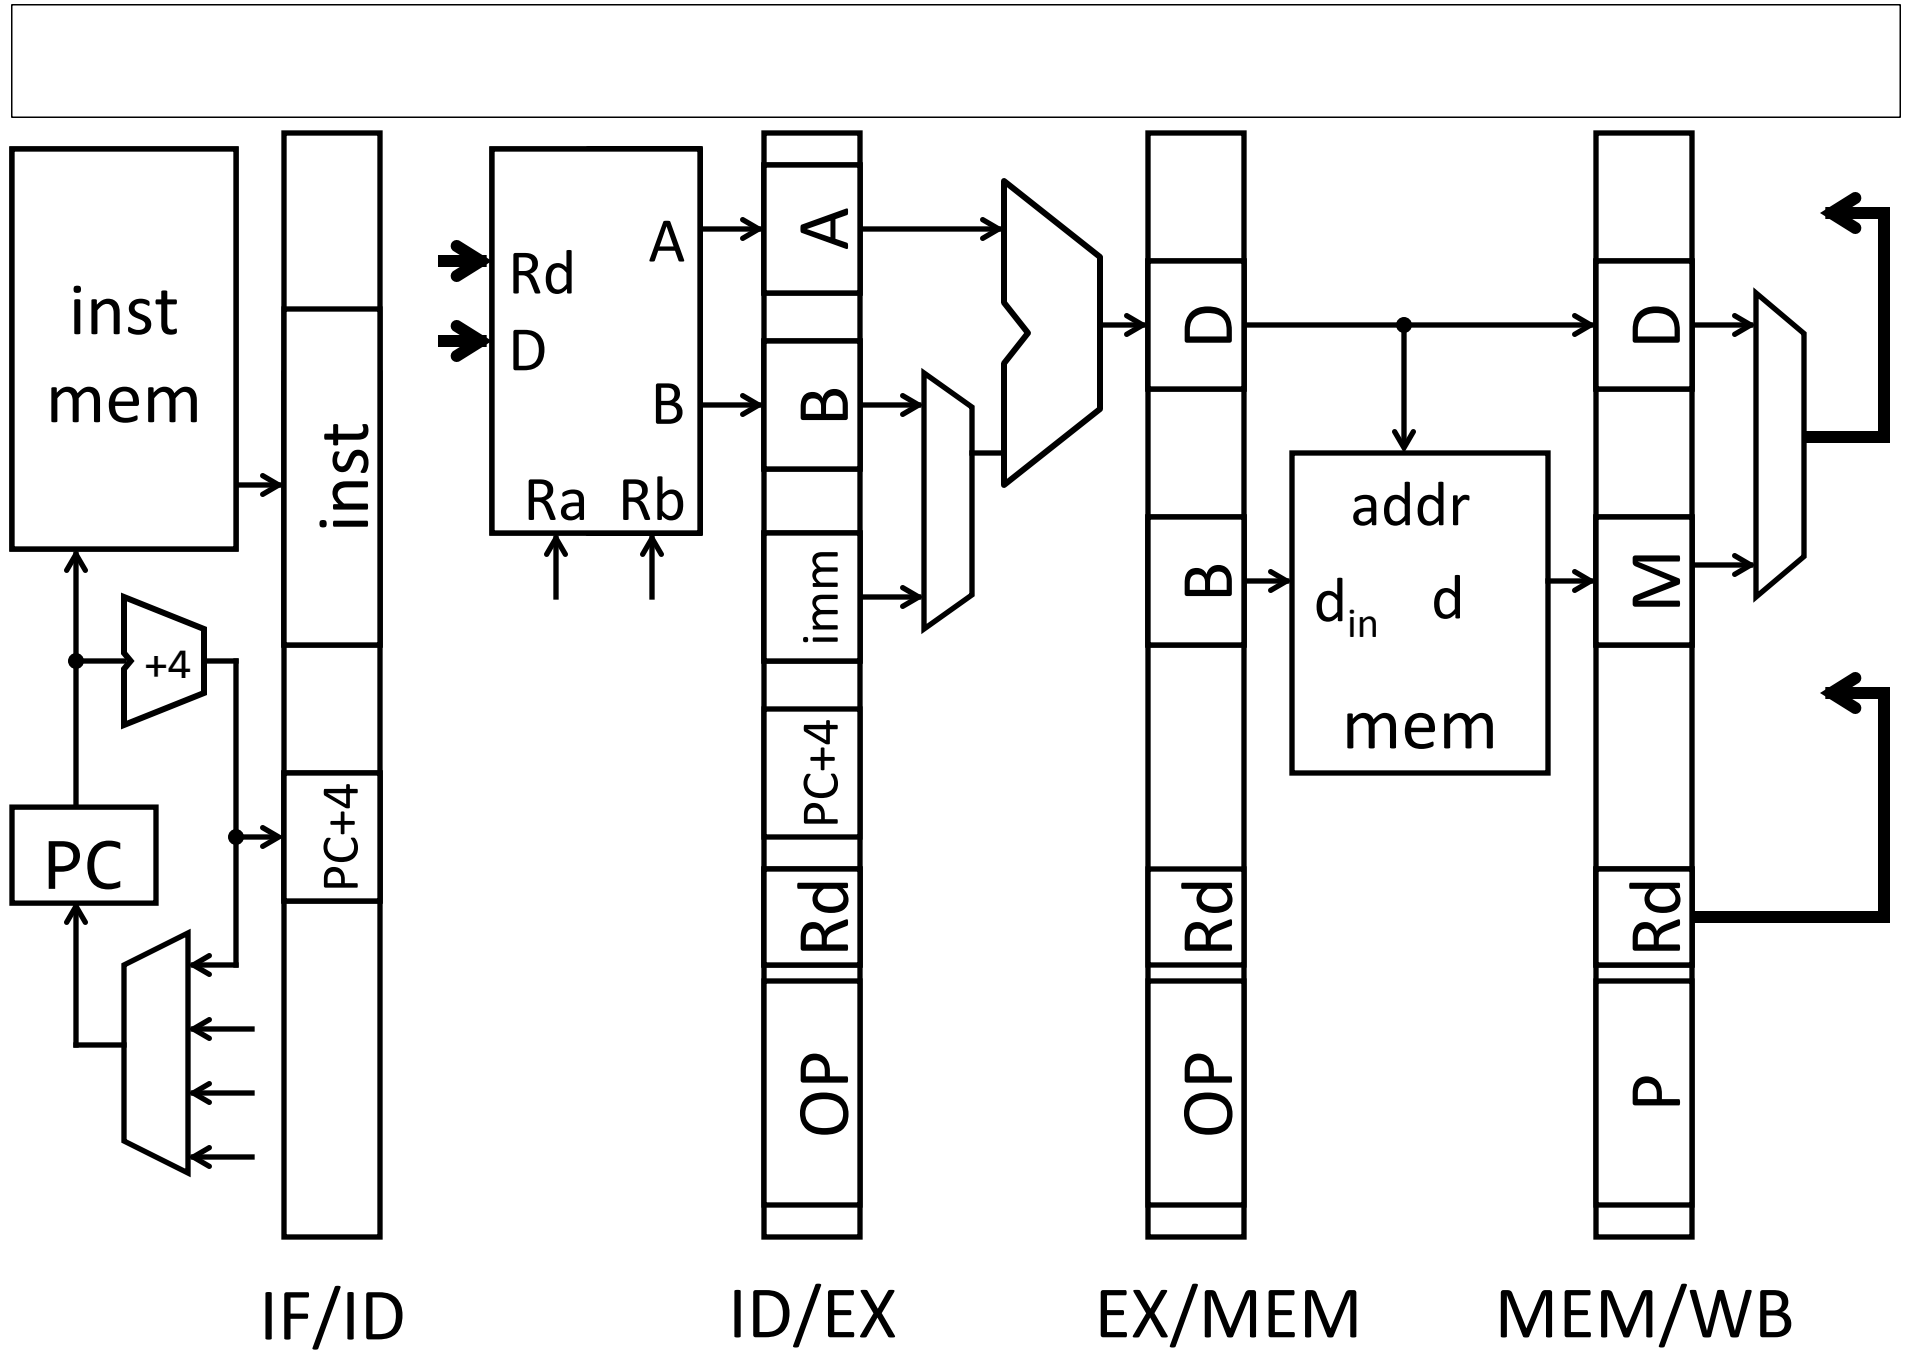 inst
mem
+4
PC
inst
PC+4
Rd
D
A
B
Ra Rb
A
B
imm
PC+4
Rd
OP
D
B
Rd
OP
addr
d_in d
mem
D
M
Rd
P
IF/ID
ID/EX
EX/MEM
MEM/WB